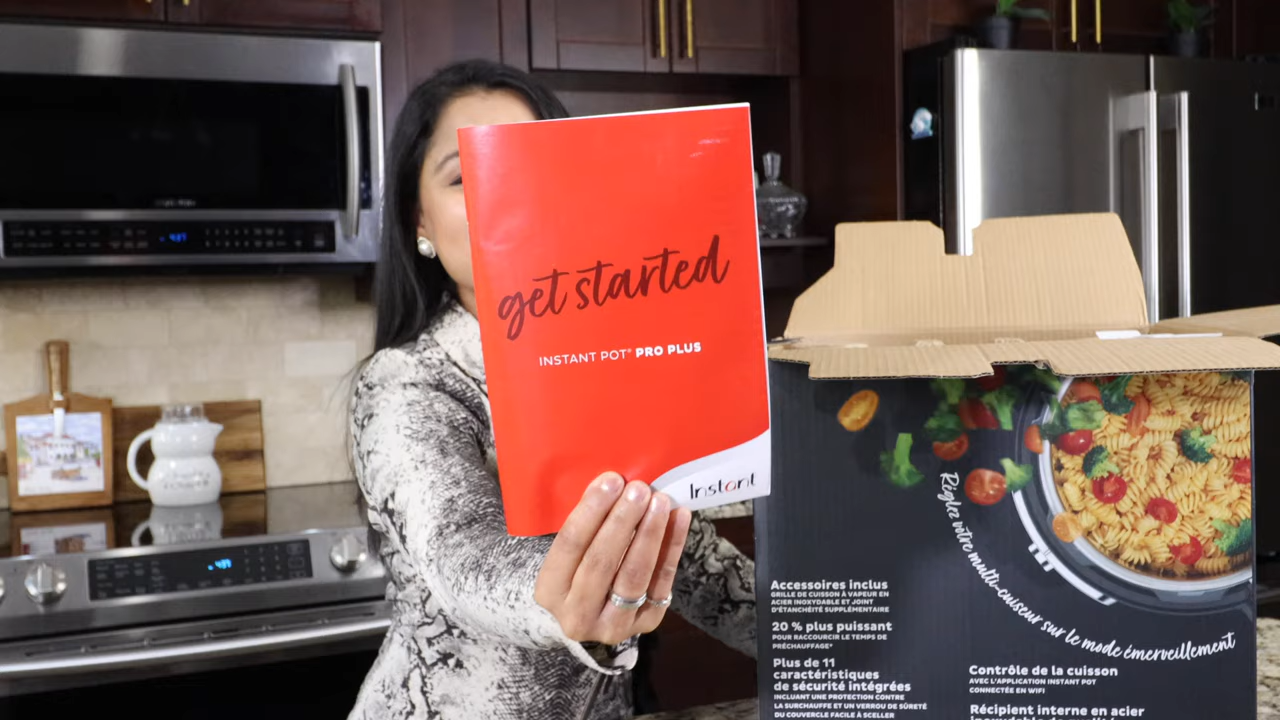 get started
INSTANT POT® PRO PLUS
Instant
Réglez votre multi-cuiseur sur le mode émerveillement
Accessoires inclus
GRILLE DE CUISSON À VAPEUR EN
ACIER INOXYDABLE ET JOINT
D'ÉTANCHÉITÉ SUPPLÉMENTAIRE
20 % plus puissant
POUR RACCOURCIR LE TEMPS DE
PRÉCHAUFFAGE*
Plus de 11
caractéristiques
de sécurité intégrées
INCLUANT UNE PROTECTION CONTRE
LA SURCHAUFFE ET UN VERROU DE SÛRETÉ
DU COUVERCLE FACILE À SCELLER
Contrôle de la cuisson
AVEC L'APPLICATION INSTANT POT
CONNECTÉE EN WIFI
Récipient interne en acier